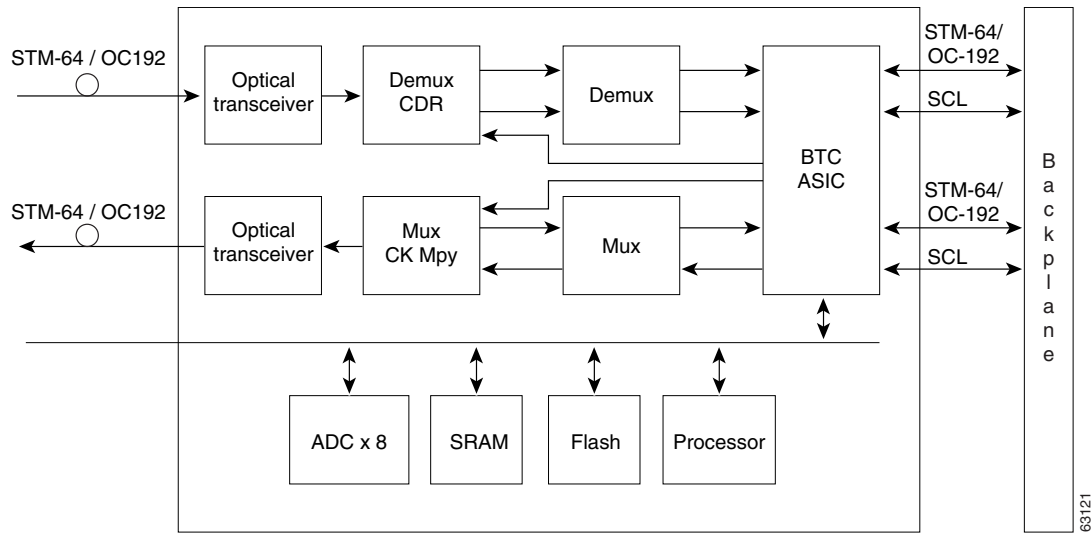 STM-64 / OC192
Optical
transceiver
Demux
CDR
Demux
BTC
ASIC
STM-64/
OC-192
SCL
STM-64 / OC192
Optical
transceiver
Mux
CK Mpy
Mux
STM-64/
OC-192
SCL
Backplane
ADC x 8
SRAM
Flash
Processor
63121